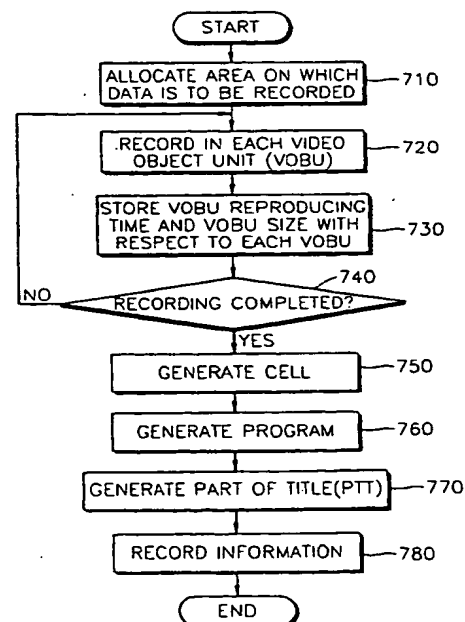 START
ALLOCATE AREA ON WHICH
DATA IS TO BE RECORDED
710
RECORD IN EACH VIDEO
OBJECT UNIT (VOBU)
720
STORE VOBU REPRODUCING
TIME AND VOBU SIZE WITH
RESPECT TO EACH VOBU
730
740
NO
RECORDING COMPLETED?
YES
GENERATE CELL
750
GENERATE PROGRAM
760
GENERATE PART OF TITLE(PTT)
770
RECORD INFORMATION
780
END